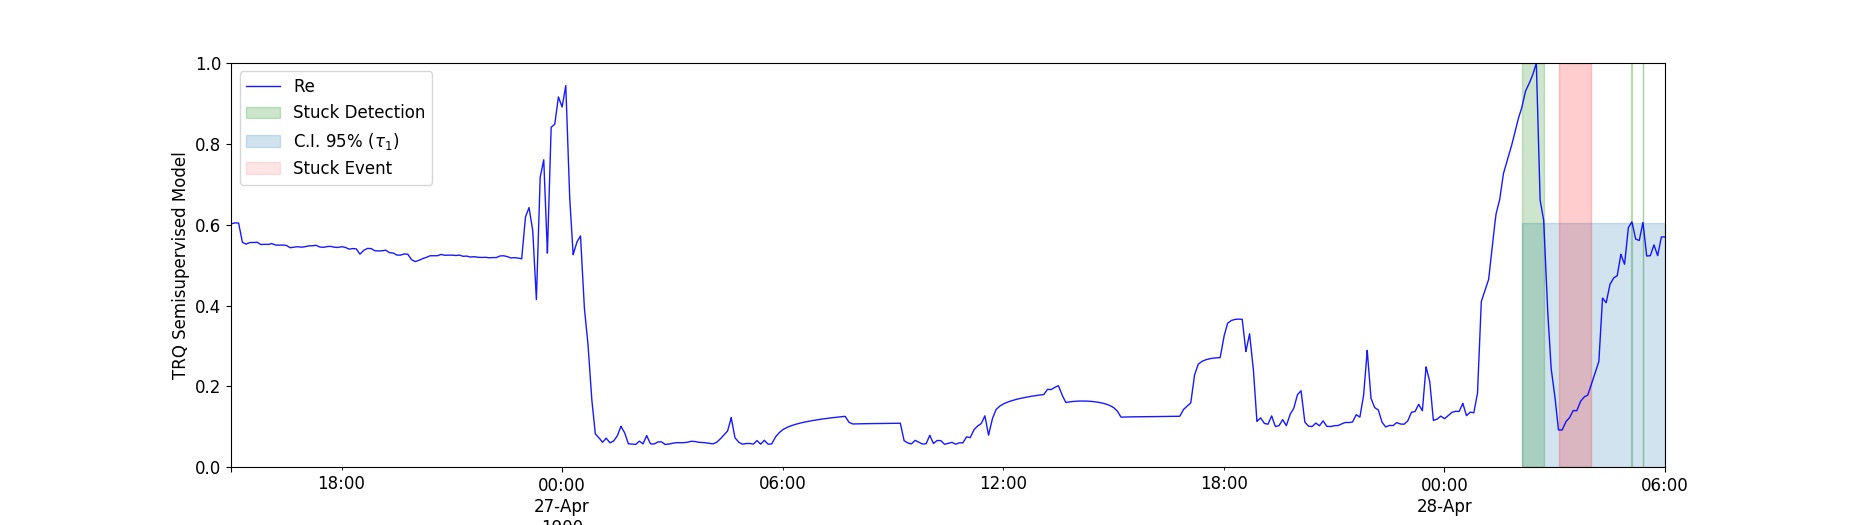 1.0
0.8
0.6
0.4
0.2
0.0
TRQ Semisupervised Model
Re
Stuck Detection
C.I. 95% (τ₁)
Stuck Event
18:00
00:00
06:00
12:00
18:00
00:00
06:00
27-Apr
28-Apr
1900